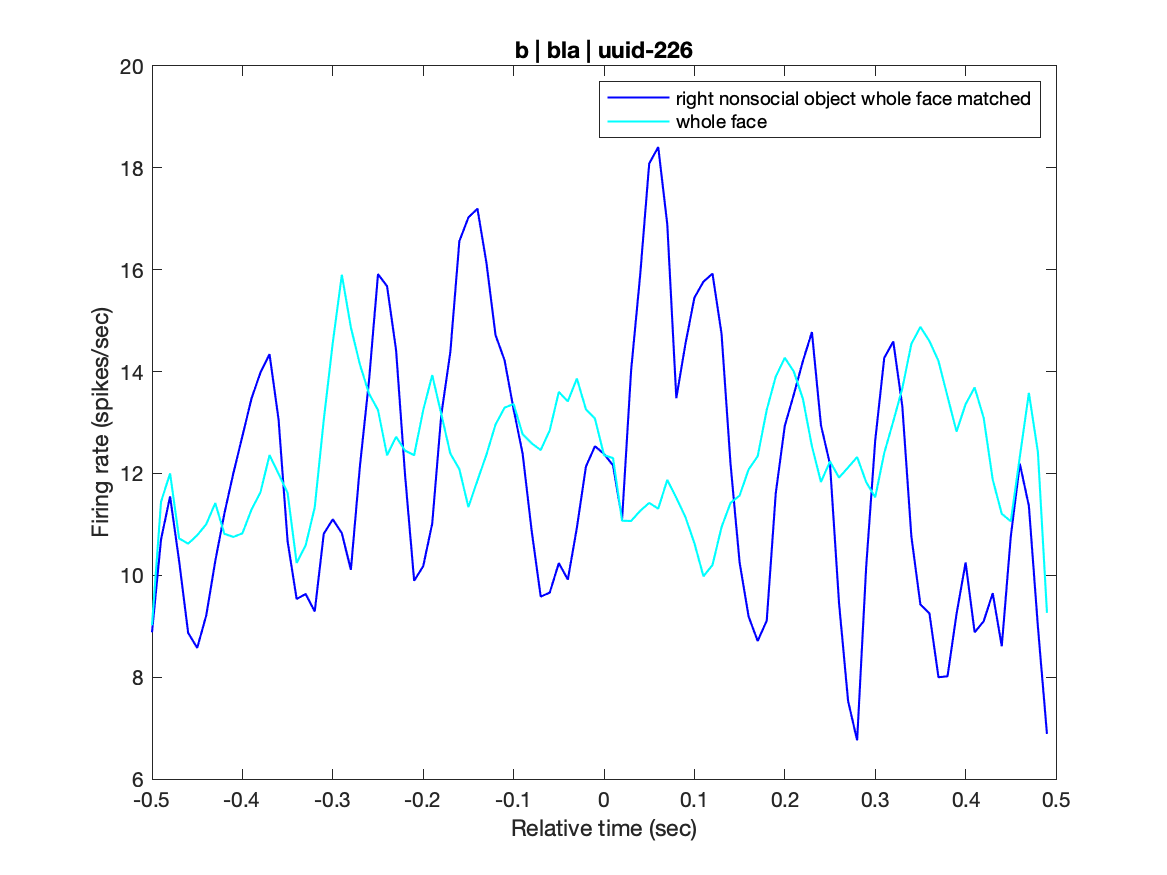 b | bla | uuid-226
right nonsocial object whole face matched
whole face
Firing rate (spikes/sec)
20
18
16
14
12
10
8
6
-0.5 -0.4 -0.3 -0.2 -0.1 0 0.1 0.2 0.3 0.4 0.5
Relative time (sec)